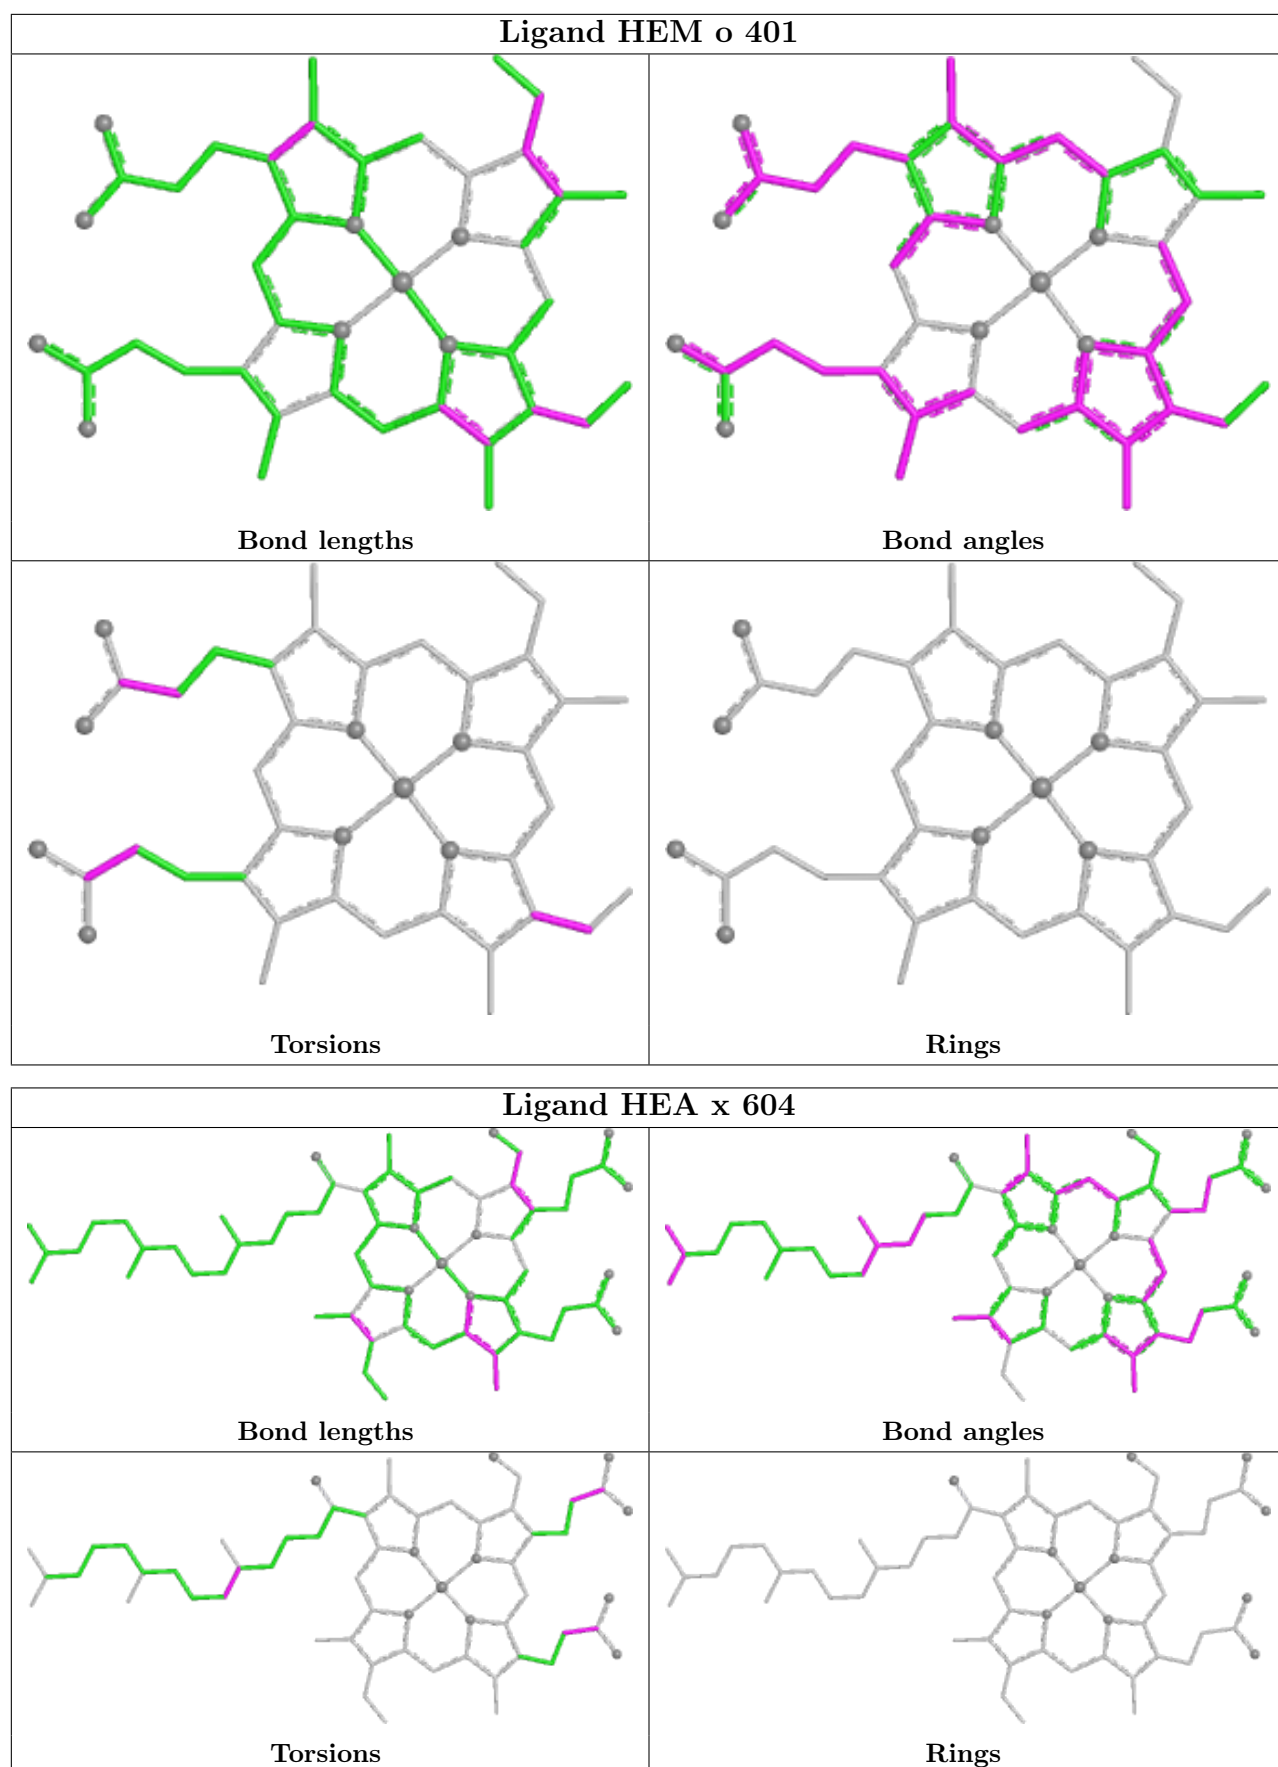 Ligand HEM o 401
Bond lengths
Bond angles
Torsions
Rings
Ligand HEA x 604
Bond lengths
Bond angles
Torsions
Rings